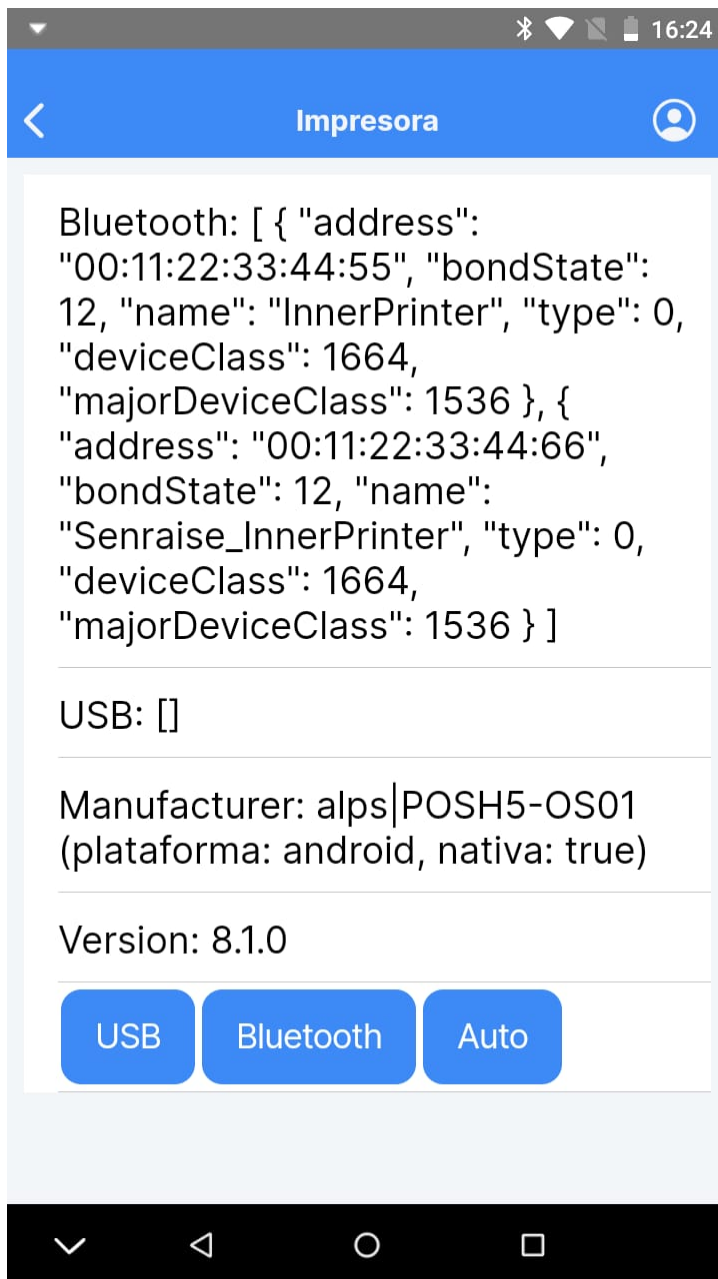 16:24
Impresora
Bluetooth: [ { "address":
"00:11:22:33:44:55", "bondState":
12, "name": "InnerPrinter", "type": 0,
"deviceClass": 1664,
"majorDeviceClass": 1536 }, {
"address": "00:11:22:33:44:66",
"bondState": 12, "name":
"Senraise_InnerPrinter", "type": 0,
"deviceClass": 1664,
"majorDeviceClass": 1536 } ]
USB: []
Manufacturer: alps|POSH5-OS01
(plataforma: android, nativa: true)
Version: 8.1.0
USB Bluetooth Auto